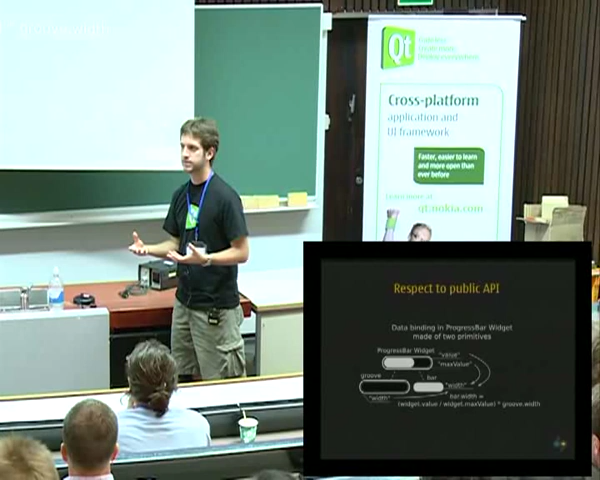 Qt
Cross-platform
application and
UI framework
Faster, easier to learn
and more open than
ever before
qt.nokia.com
Respect to public API
Data binding in ProgressBar Widget
made of two primitives
ProgressBar Widget
"value"
"maxValue"
groove
bar
"width"
"width"
bar.width =
(widget.value / widget.maxValue) * groove.width